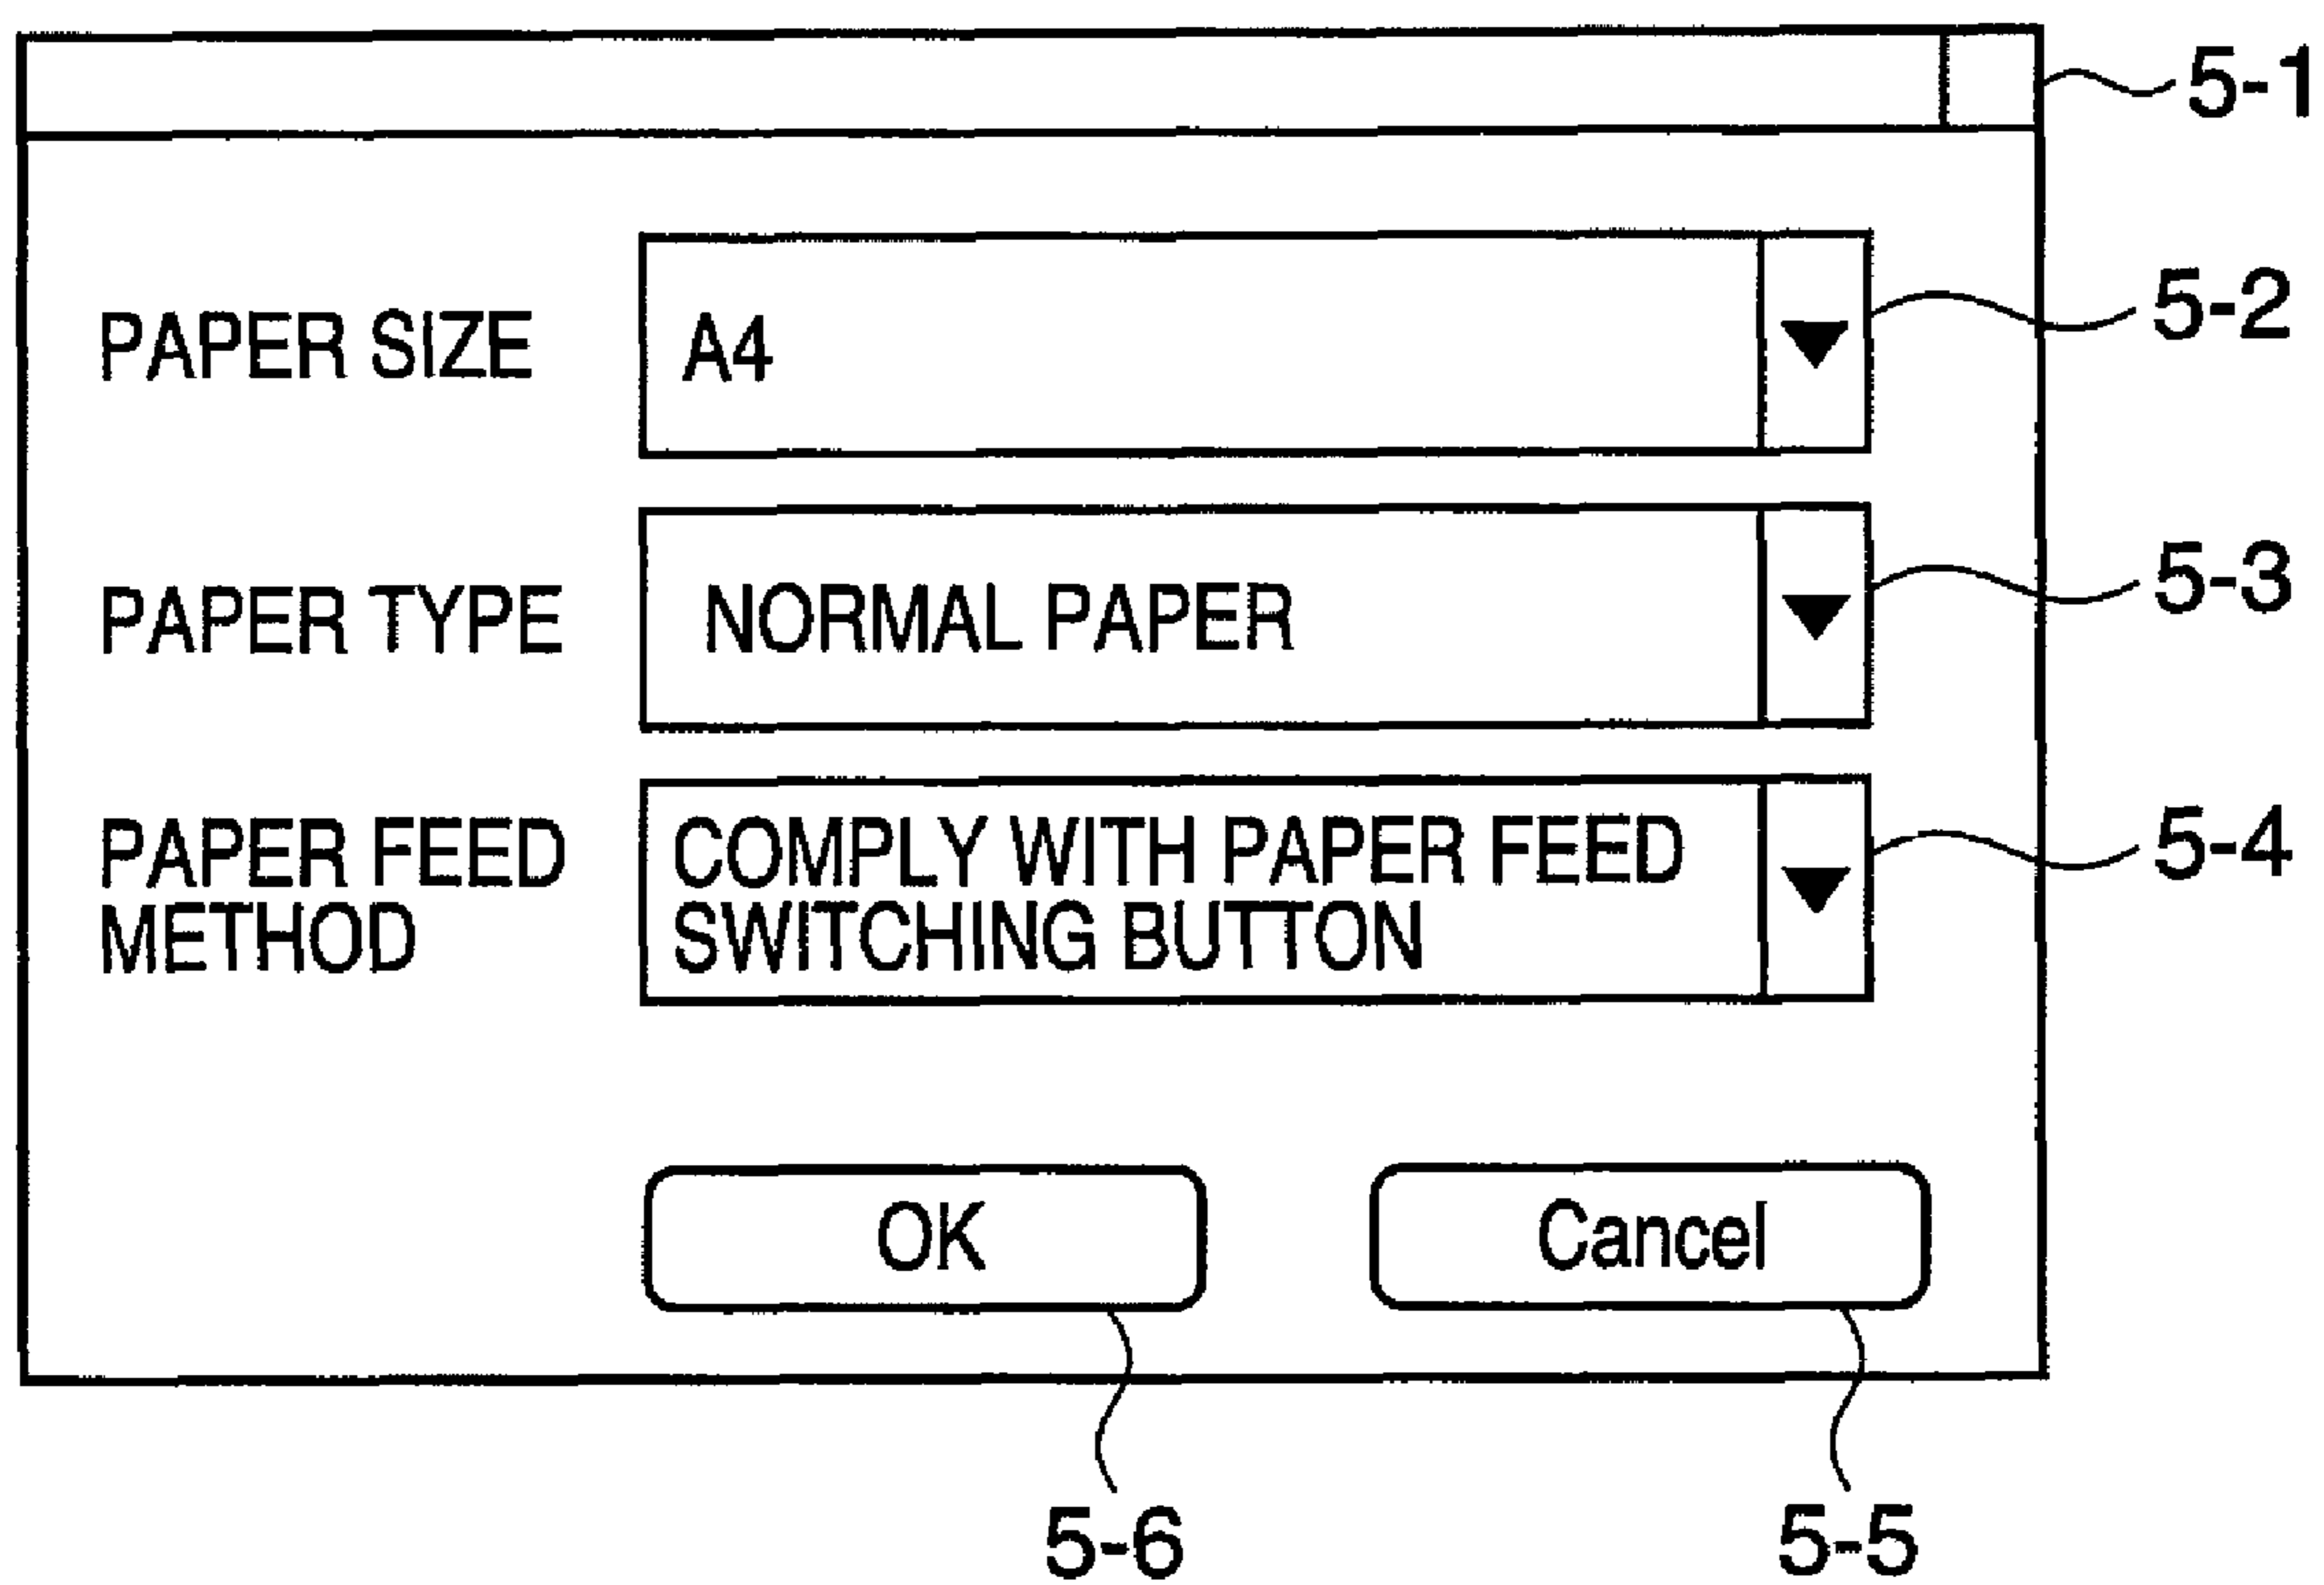 5-1
PAPER SIZE A4 5-2
PAPER TYPE NORMAL PAPER 5-3
PAPER FEED METHOD
COMPLY WITH PAPER FEED
SWITCHING BUTTON
5-4
OK Cancel
5-6 5-5